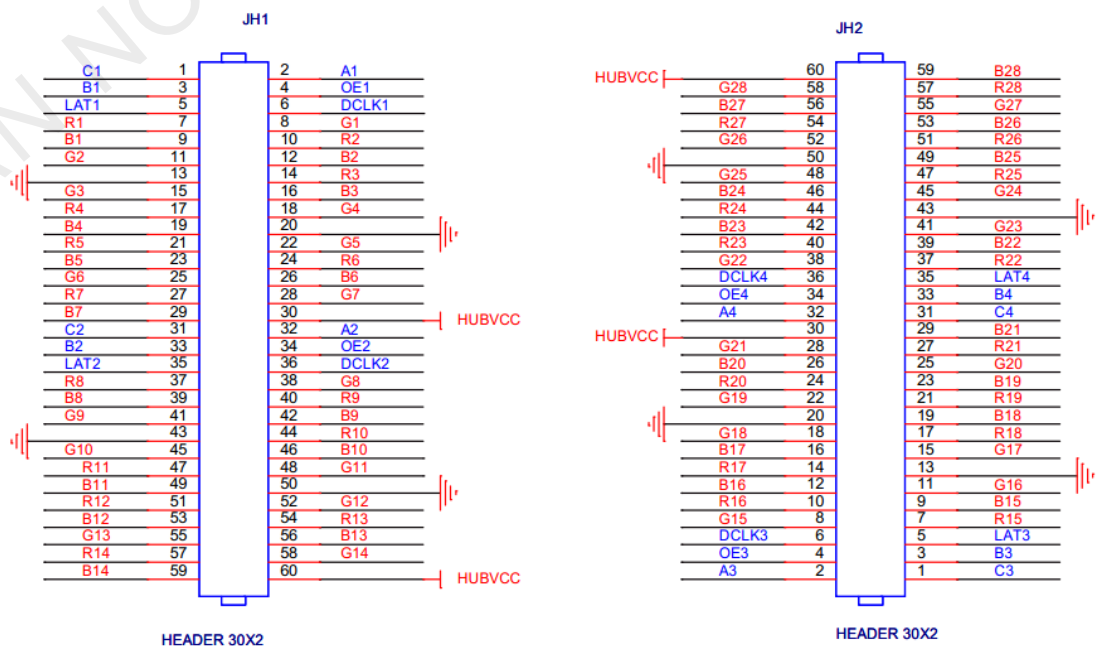 JH1
C1 1 2 A1
B1 3 4 OE1
LAT1 5 6 DCLK1
R1 7 8 G1
B1 9 10 R2
G2 11 12 B2
13 14 R3
G3 15 16 B3
R4 17 18 G4
B4 19 20
R5 21 22 G5
B5 23 24 R6
G6 25 26 B6
R7 27 28 G7
B7 29 30 HUBVCC
C2 31 32 A2
B2 33 34 OE2
LAT2 35 36 DCLK2
R8 37 38 G8
B8 39 40 R9
G9 41 42 B9
43 44 R10
G10 45 46 B10
R11 47 48 G11
B11 49 50
R12 51 52 G12
B12 53 54 R13
G13 55 56 B13
R14 57 58 G14
B14 59 60 HUBVCC
HEADER 30X2
JH2
HUBVCC 60 59 B28
G28 58 57 R28
B27 56 55 G27
R27 54 53 B26
G26 52 51 R26
50 49 B25
G25 48 47 R25
B24 46 45 G24
R24 44 43
B23 42 41 G23
R23 40 39 B22
G22 38 37 R22
DCLK4 36 35 LAT4
OE4 34 33 B4
A4 32 31 C4
HUBVCC 30 29 B21
G21 28 27 R21
B20 26 25 G20
R20 24 23 B19
G19 22 21 R19
20 19 B18
G18 18 17 R18
B17 16 15 G17
R17 14 13
B16 12 11 G16
R16 10 9 B15
G15 8 7 R15
DCLK3 6 5 LAT3
OE3 4 3 B3
A3 2 1 C3
HEADER 30X2